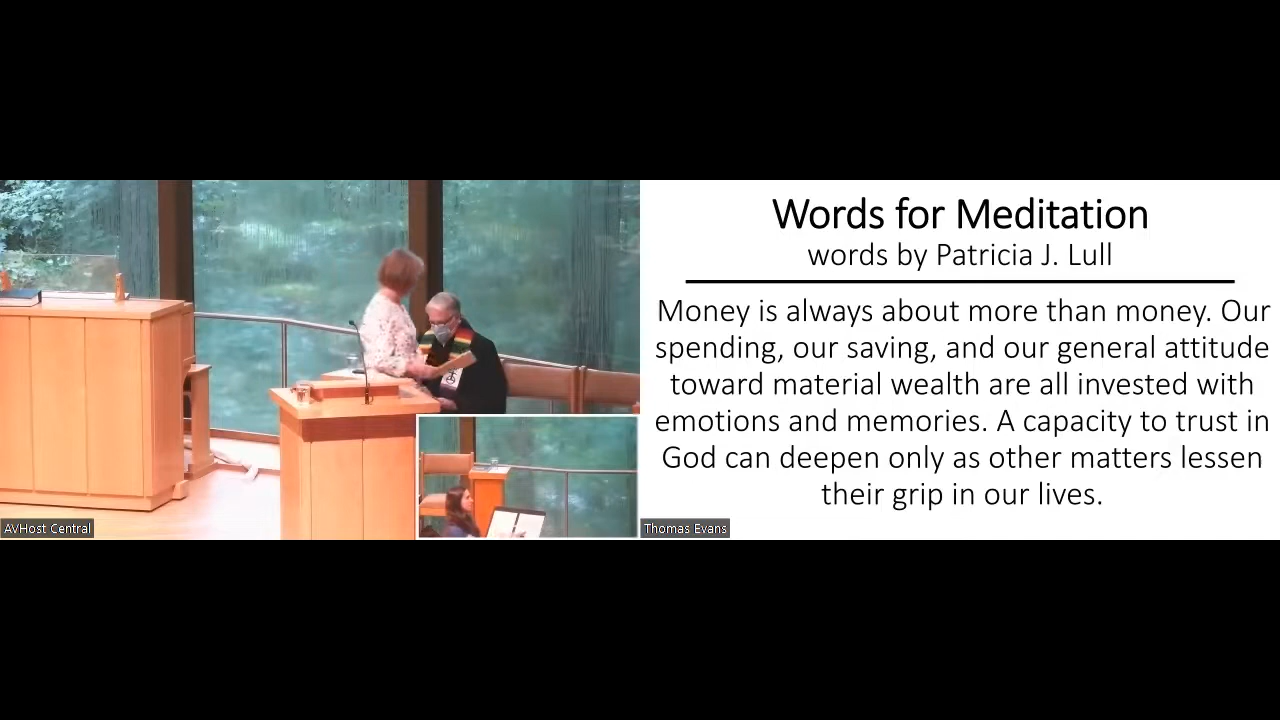 Words for Meditation
words by Patricia J. Lull
Money is always about more than money. Our
spending, our saving, and our general attitude
toward material wealth are all invested with
emotions and memories. A capacity to trust in
God can deepen only as other matters lessen
their grip in our lives.
AVHost Central
Thomas Evans